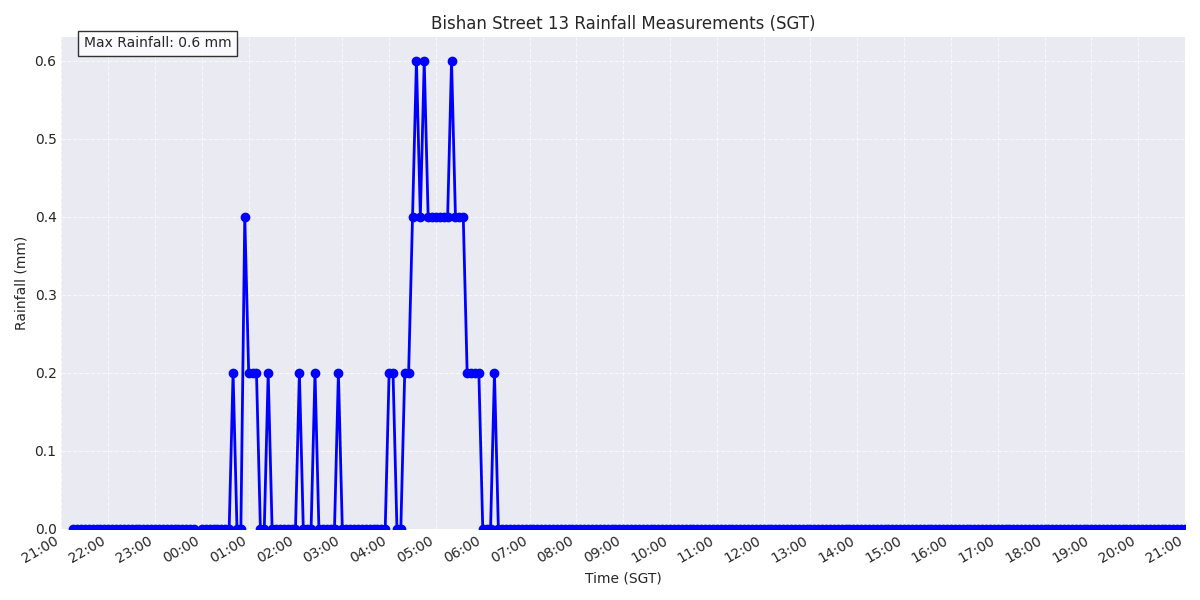 Bishan Street 13 Rainfall Measurements (SGT)
Max Rainfall: 0.6 mm
Rainfall (mm)
0.6
0.5
0.4
0.3
0.2
0.1
0.0
21:00 22:00 23:00 00:00 01:00 02:00 03:00 04:00 05:00 06:00 07:00 08:00 09:00 10:00 11:00 12:00 13:00 14:00 15:00 16:00 17:00 18:00 19:00 20:00 21:00
Time (SGT)